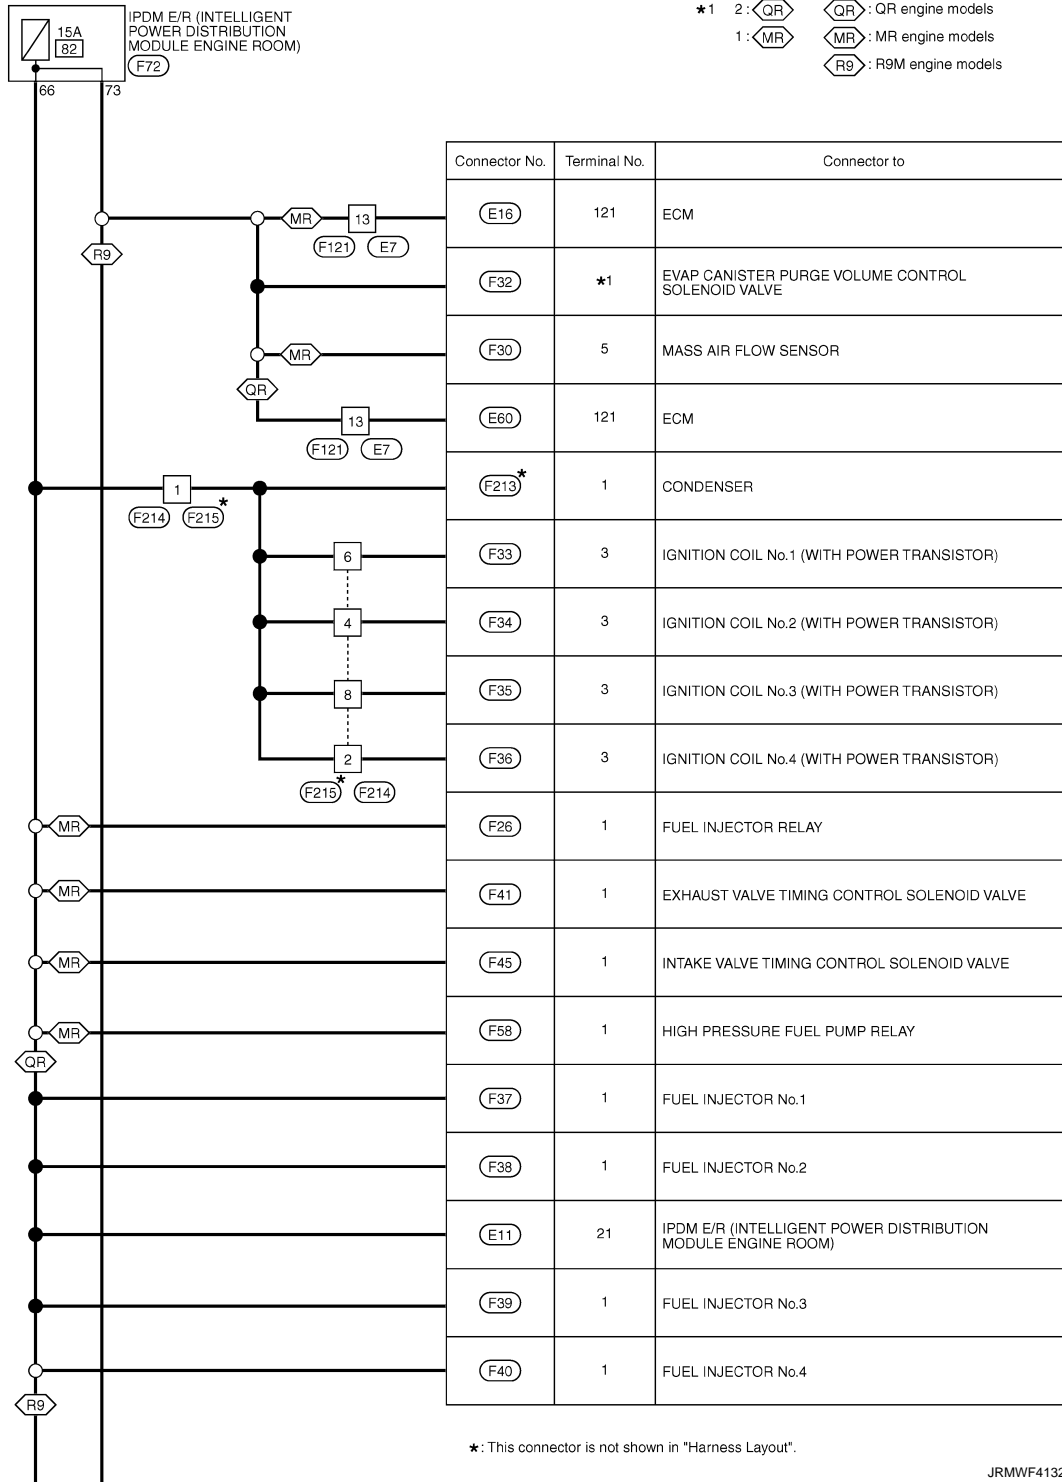 15A
82
IPDM E/R (INTELLIGENT
POWER DISTRIBUTION
MODULE ENGINE ROOM)
F72
66
73
*1 2 : QR
1 : MR
QR : QR engine models
MR : MR engine models
R9 : R9M engine models
Connector No. Terminal No. Connector to
MR 13 E16 121 ECM
F121 E7
R9
F32 *1 EVAP CANISTER PURGE VOLUME CONTROL
SOLENOID VALVE
MR F30 5 MASS AIR FLOW SENSOR
QR
13 E60 121 ECM
F121 E7
1 F213* 1 CONDENSER
F214 F215*
6 F33 3 IGNITION COIL No.1 (WITH POWER TRANSISTOR)
4 F34 3 IGNITION COIL No.2 (WITH POWER TRANSISTOR)
8 F35 3 IGNITION COIL No.3 (WITH POWER TRANSISTOR)
2 F36 3 IGNITION COIL No.4 (WITH POWER TRANSISTOR)
F215* F214
MR F26 1 FUEL INJECTOR RELAY
MR F41 1 EXHAUST VALVE TIMING CONTROL SOLENOID VALVE
MR F45 1 INTAKE VALVE TIMING CONTROL SOLENOID VALVE
MR F58 1 HIGH PRESSURE FUEL PUMP RELAY
QR
F37 1 FUEL INJECTOR No.1
F38 1 FUEL INJECTOR No.2
E11 21 IPDM E/R (INTELLIGENT POWER DISTRIBUTION
MODULE ENGINE ROOM)
F39 1 FUEL INJECTOR No.3
F40 1 FUEL INJECTOR No.4
R9
* : This connector is not shown in "Harness Layout".
JRMWF4132